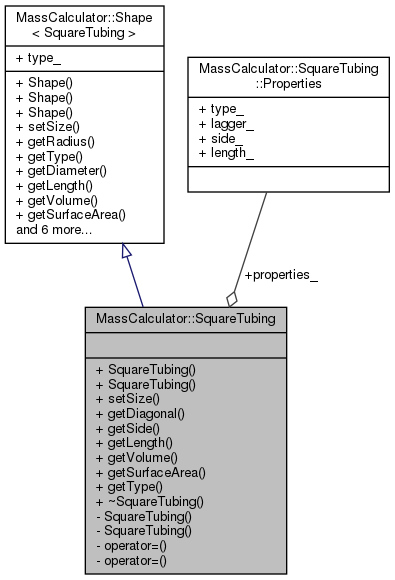 MassCalculator::Shape
< SquareTubing >
+ type_
+ Shape()
+ Shape()
+ Shape()
+ setSize()
+ getRadius()
+ getType()
+ getDiameter()
+ getLength()
+ getVolume()
+ getSurfaceArea()
and 6 more...
MassCalculator::SquareTubing
::Properties
+ type_
+ lagger_
+ side_
+ length_
+properties_
MassCalculator::SquareTubing
+ SquareTubing()
+ SquareTubing()
+ setSize()
+ getDiagonal()
+ getSide()
+ getLength()
+ getVolume()
+ getSurfaceArea()
+ getType()
+ ~SquareTubing()
- SquareTubing()
- SquareTubing()
- operator=()
- operator=()